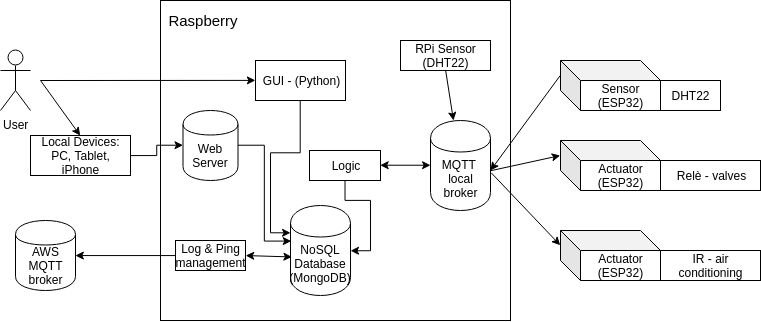 Raspberry
RPi Sensor
(DHT22)
GUI - (Python)
Sensor
(ESP32)
DHT22
User
Local Devices:
PC, Tablet,
iPhone
Web
Server
Logic
MQTT
local
broker
Actuator
(ESP32)
Relè - valves
AWS
MQTT
broker
Log & Ping
management
NoSQL
Database
(MongoDB)
Actuator
(ESP32)
IR - air
conditioning